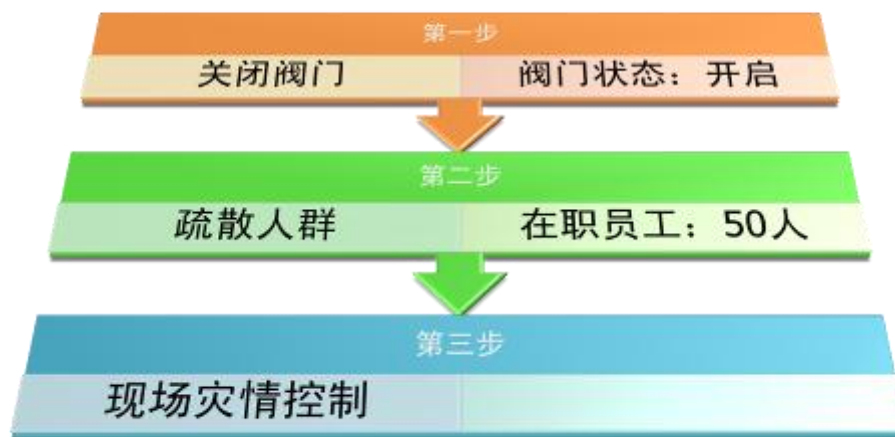 第一步
关闭阀门 阀门状态：开启
第二步
疏散人群 在职员工：50人
第三步
现场灾情控制